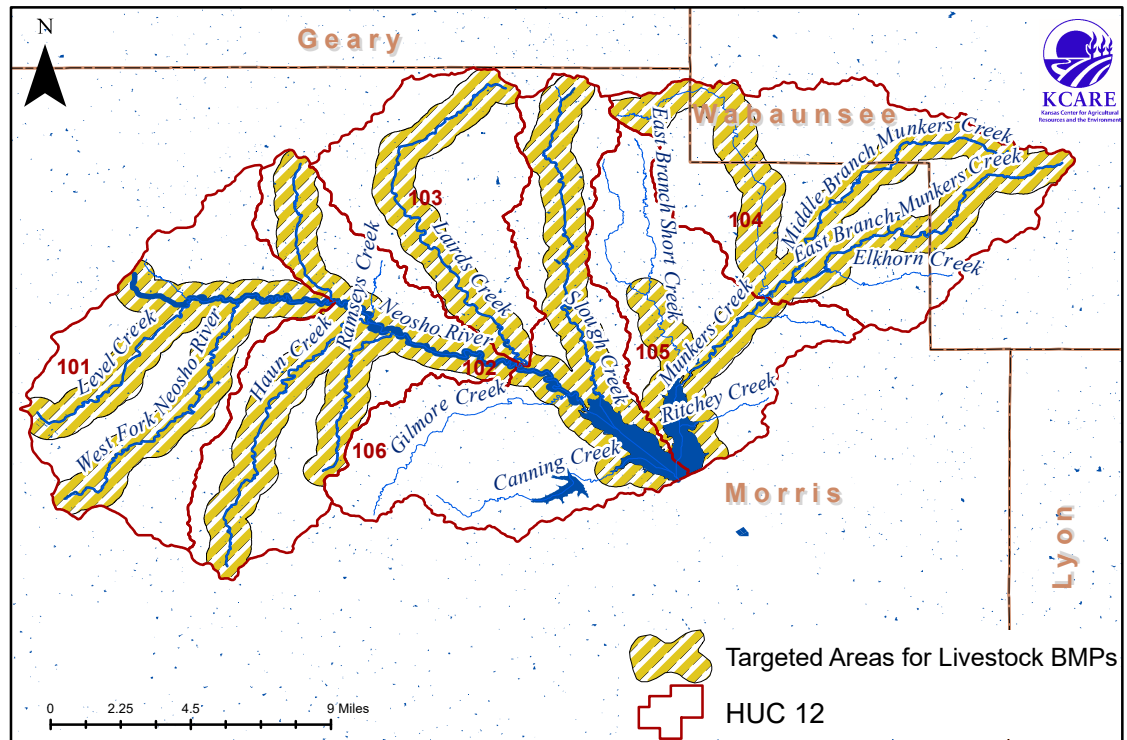 N
Geary
KCARE
Kansas Center for Agricultural
Resources and the Environment
Wabaunsee
East Branch Short Creek
Middle Branch Munkers Creek
East Branch Munkers Creek
103
104
Lairds Creek
Elkhorn Creek
Ramseys Creek
Neosho River
Slough Creek
Munkers Creek
105
101
Level Creek
West Fork Neosho River
Haun Creek
102
Gilmore Creek
Ritchey Creek
106
Canning Creek
Morris
Lyon
Targeted Areas for Livestock BMPs
HUC 12
0 2.25 4.5 9 Miles